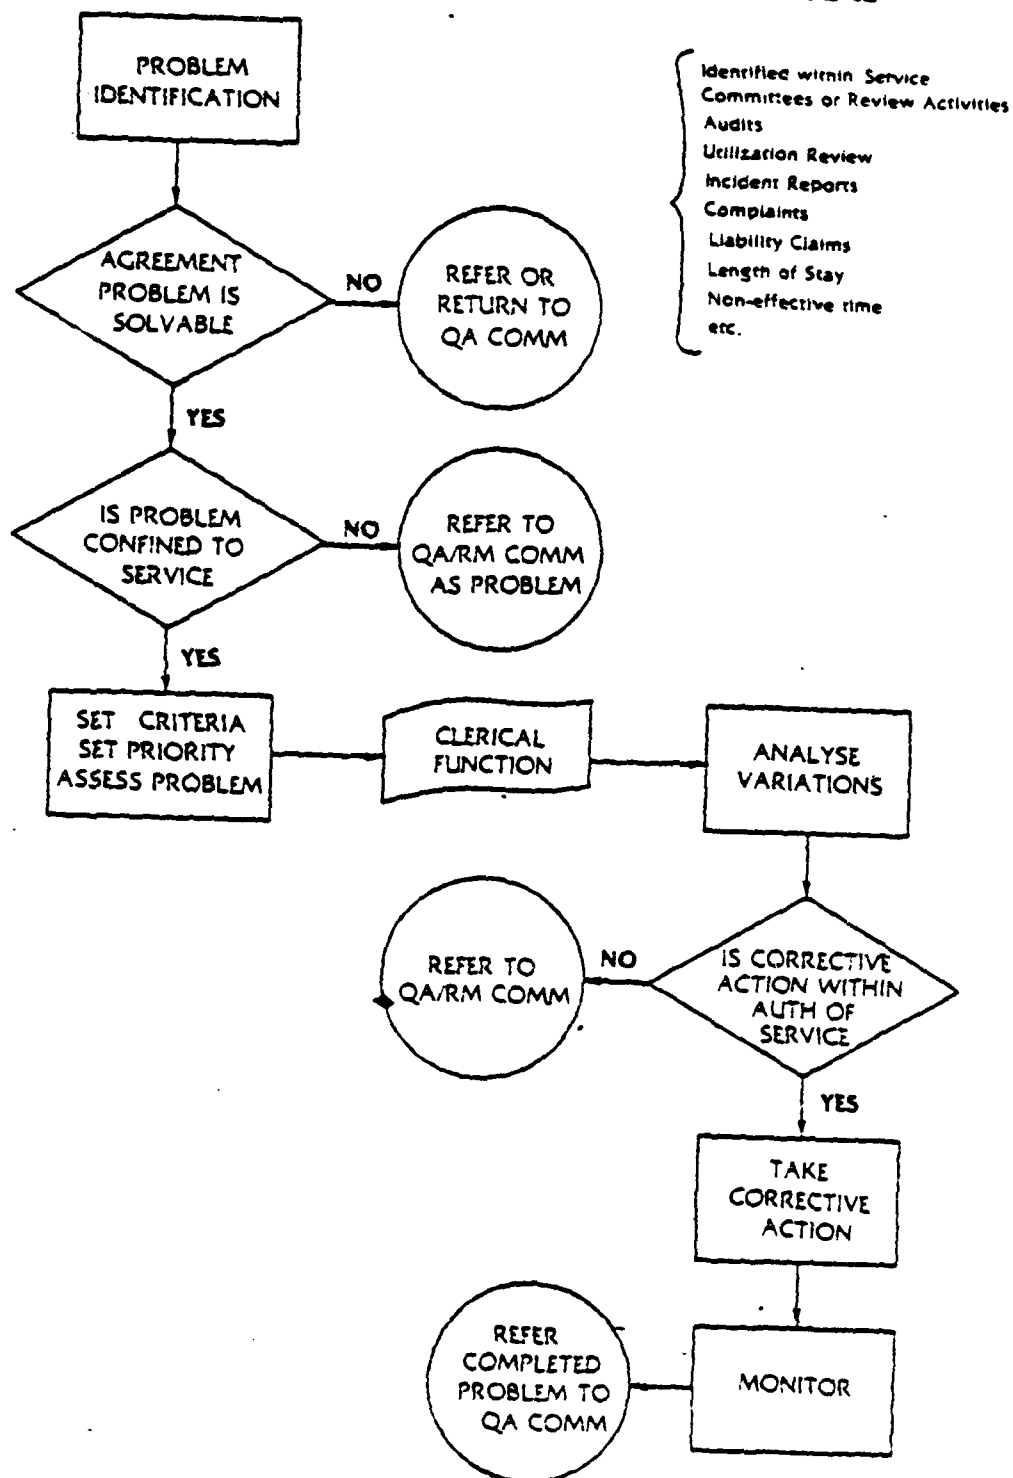 PROBLEM
IDENTIFICATION
Identified within Service
Committees or Review Activities
Audits
Utilization Review
Incident Reports
Complaints
Liability Claims
Length of Stay
Non-effective time
etc.
AGREEMENT
PROBLEM IS
SOLVABLE
NO
REFER OR
RETURN TO
QA COMM
YES
IS PROBLEM
CONFINED TO
SERVICE
NO
REFER TO
QA/RM COMM
AS PROBLEM
YES
SET CRITERIA
SET PRIORITY
ASSESS PROBLEM
CLERICAL
FUNCTION
ANALYSE
VARIATIONS
IS CORRECTIVE
ACTION WITHIN
AUTH OF
SERVICE
NO
REFER TO
QA/RM COMM
YES
TAKE
CORRECTIVE
ACTION
MONITOR
REFER
COMPLETED
PROBLEM TO
QA COMM